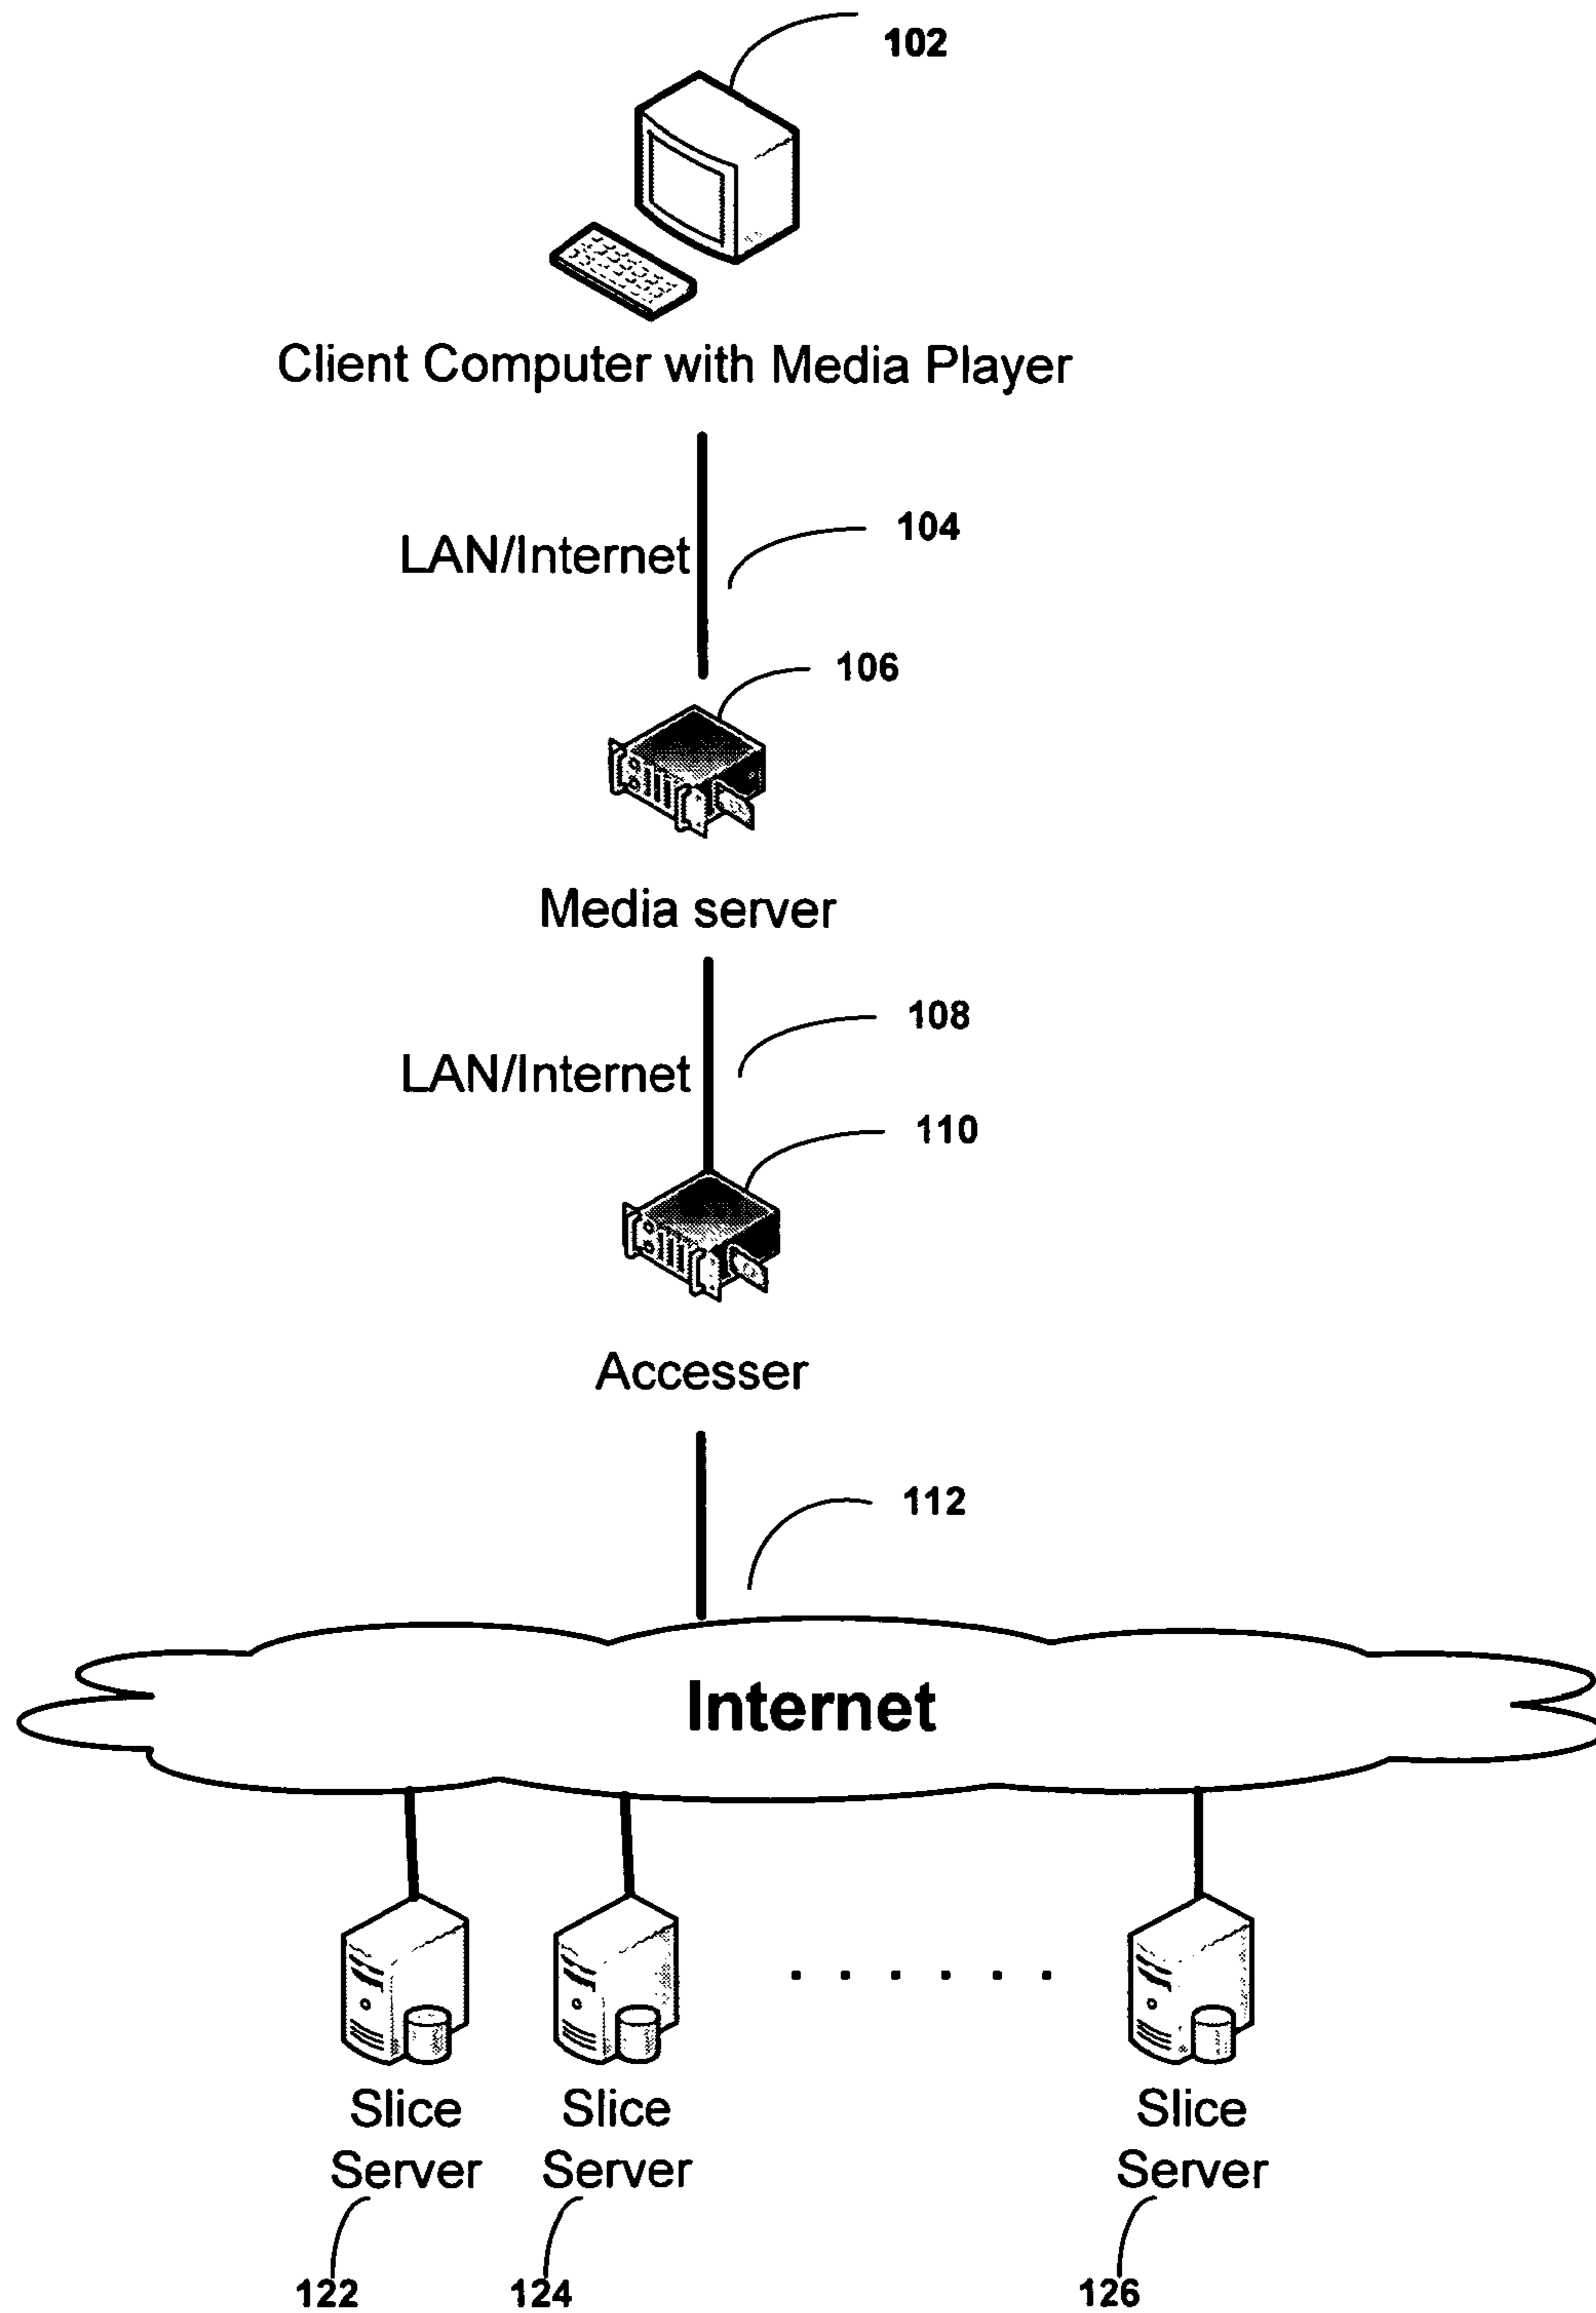 102
Client Computer with Media Player
104
LAN/Internet
106
Media server
108
LAN/Internet
110
Accesser
112
Internet
Slice Server
Slice Server
. . . . . .
Slice Server
122
124
126